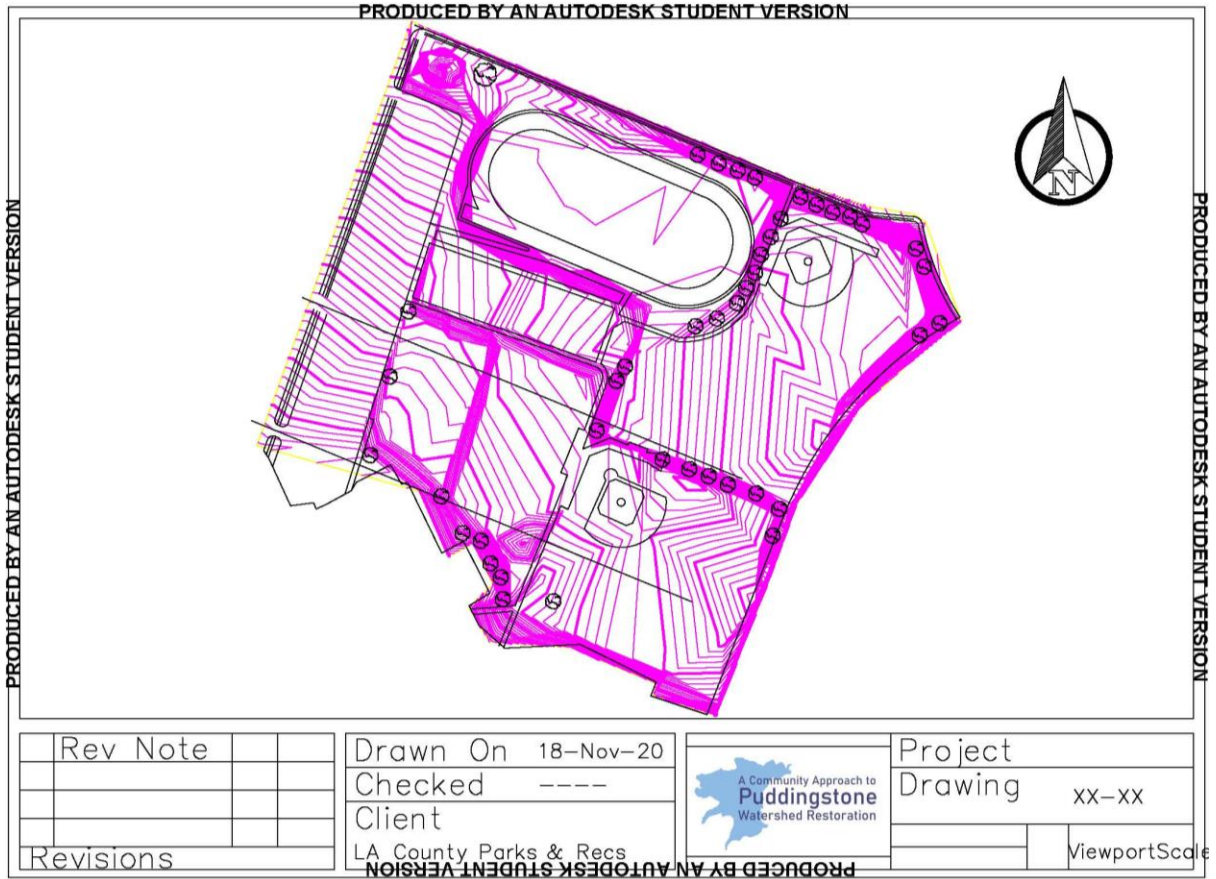 PRODUCED BY AN AUTODESK STUDENT VERSION
PRODUCED BY AN AUTODESK STUDENT VERSION
PRODUCED BY AN AUTODESK STUDENT VERSION
N
Rev Note
Revisions
Drawn On 18-Nov-20
Checked ----
Client
LA County Parks & Recs
A Community Approach to
Puddingstone
Watershed Restoration
Project
Drawing XX-XX
ViewportScale
PRODUCED BY AN AUTODESK STUDENT VERSION